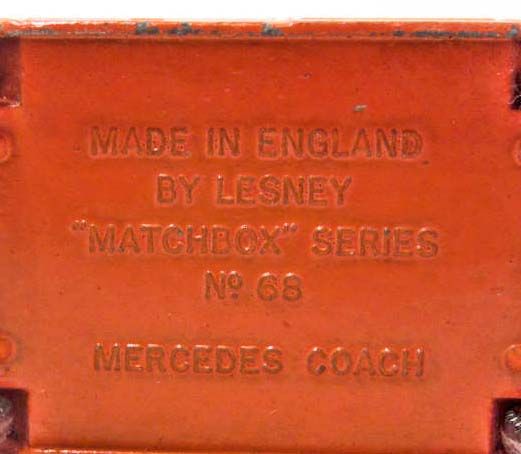 MADE IN ENGLAND
BY LESNEY
"MATCHBOX" SERIES
Nº 68
MERCEDES COACH